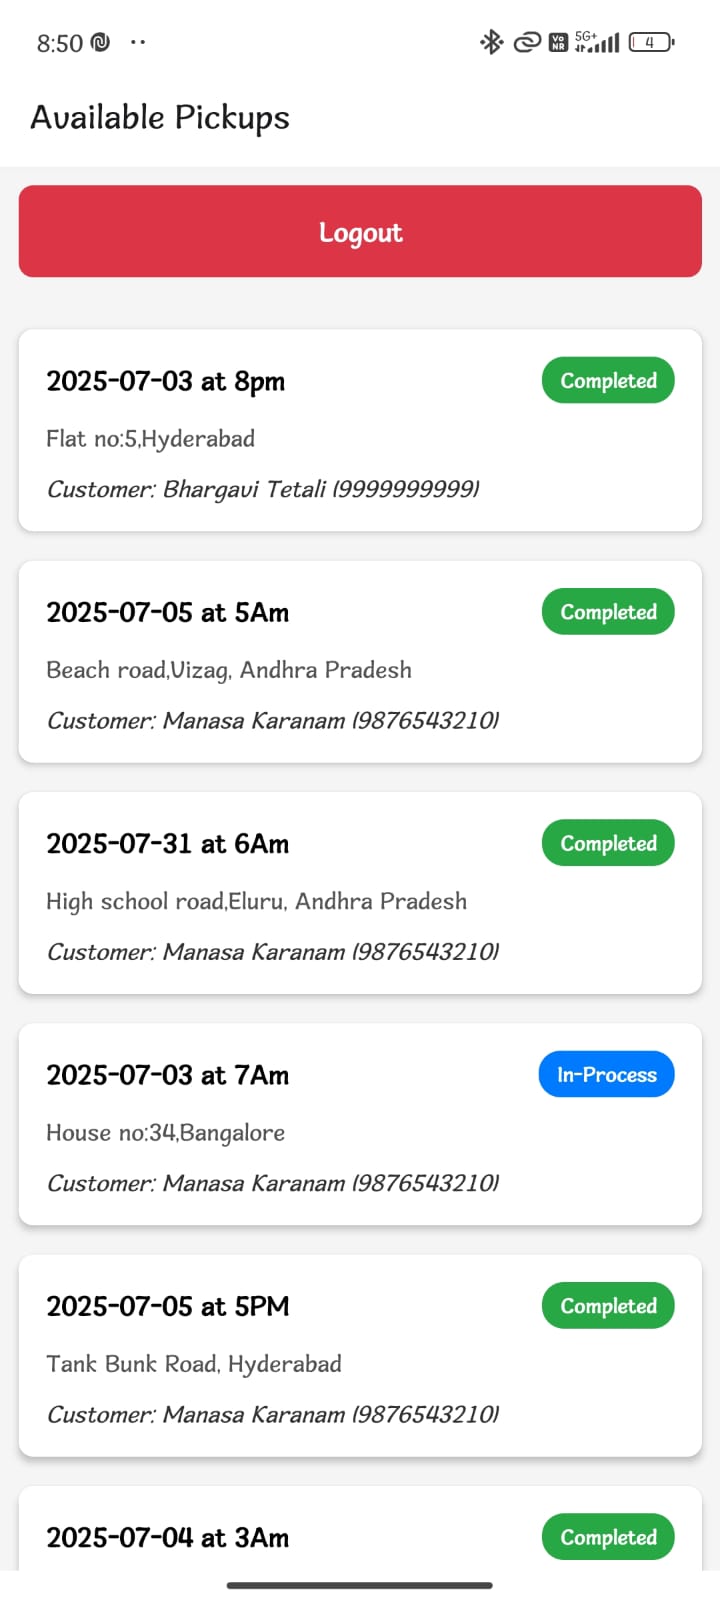 8:50
Vo
NR
5G+
4
Available Pickups
Logout
2025-07-03 at 8pm
Completed
Flat no:5,Hyderabad
Customer: Bhargavi Tetali (9999999999)
2025-07-05 at 5Am
Completed
Beach road,Vizag, Andhra Pradesh
Customer: Manasa Karanam (9876543210)
2025-07-31 at 6Am
Completed
High school road,Eluru, Andhra Pradesh
Customer: Manasa Karanam (9876543210)
2025-07-03 at 7Am
In-Process
House no:34,Bangalore
Customer: Manasa Karanam (9876543210)
2025-07-05 at 5PM
Completed
Tank Bunk Road, Hyderabad
Customer: Manasa Karanam (9876543210)
2025-07-04 at 3Am
Completed